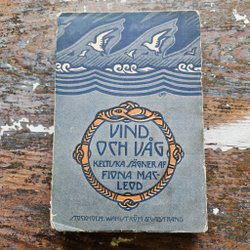 VIND
OCH VÅG
KELTISKA SÄGNER AF
FIONA MAC-
LEOD
STOCKHOLM. WAHLSTRÖM & WIDSTRAND